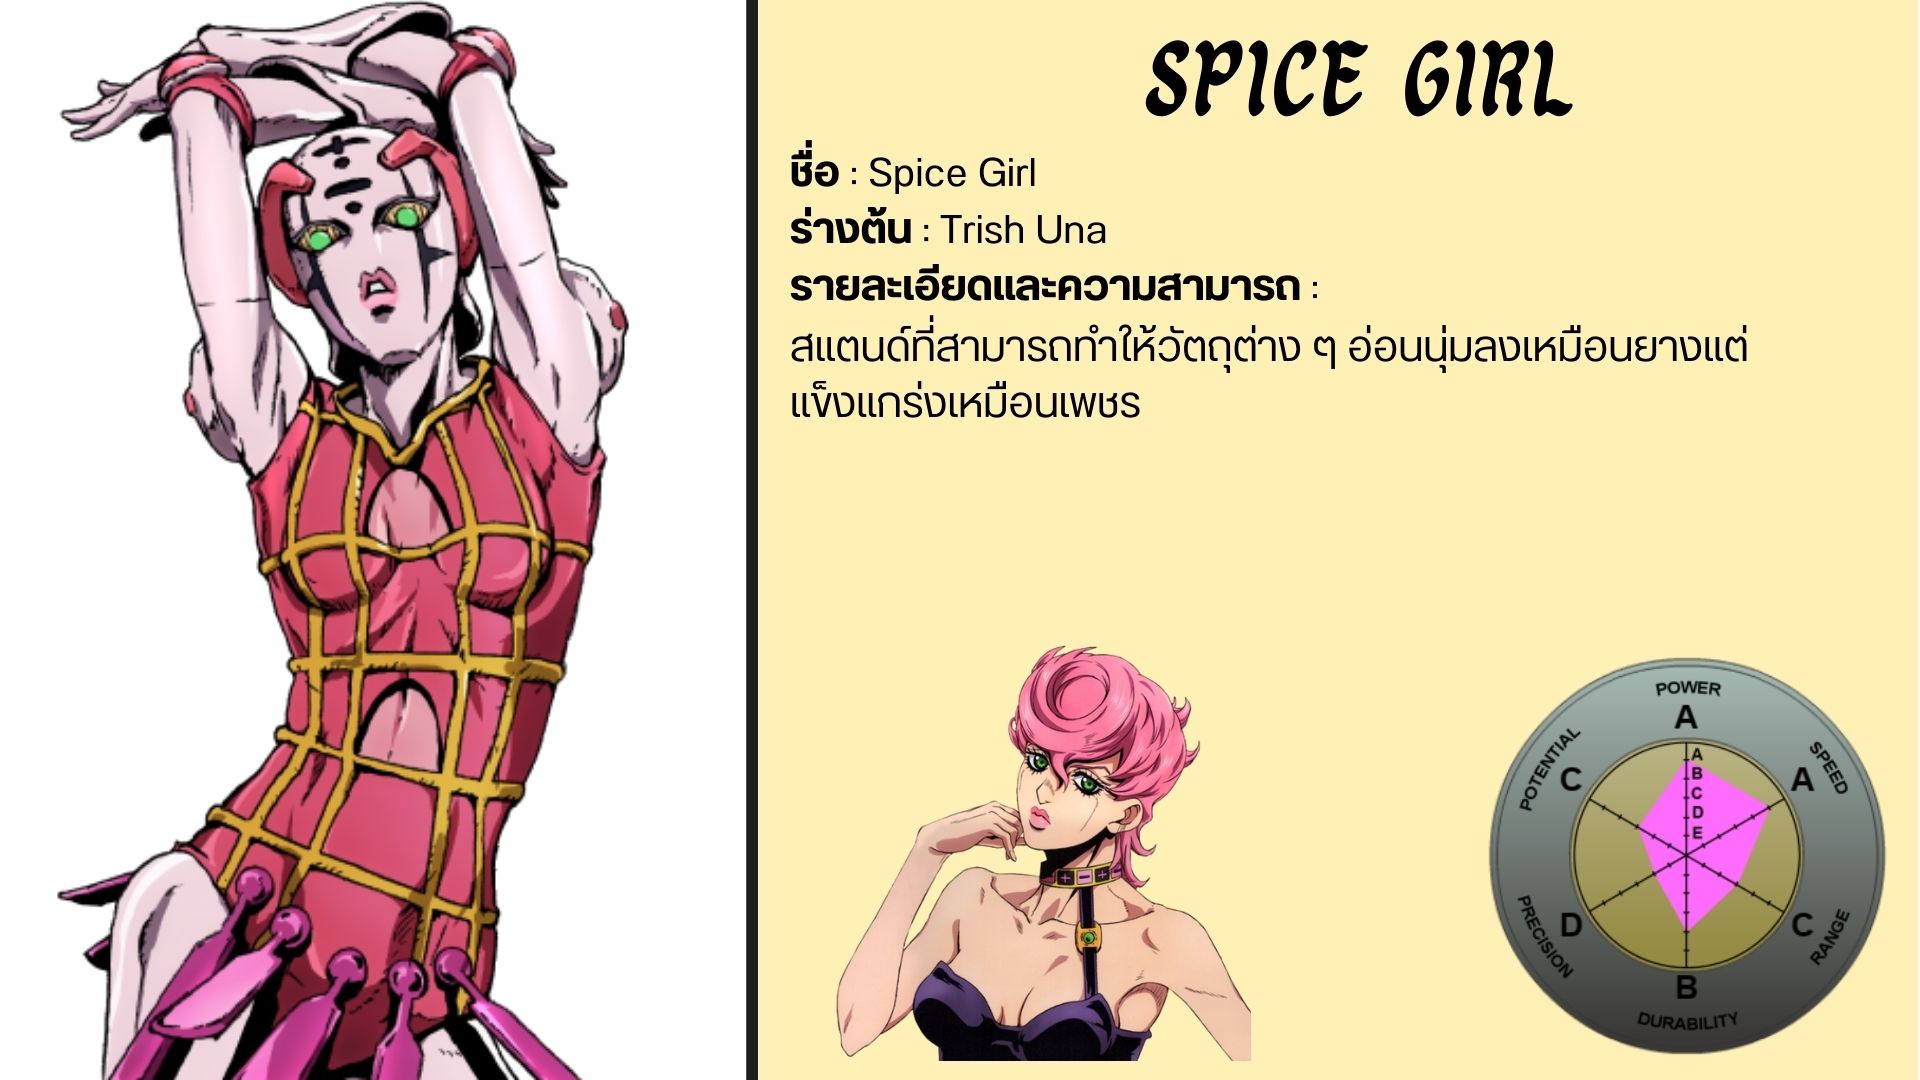 SPICE GIRL
ชื่อ : Spice Girl
ร่างต้น : Trish Una
รายละเอียดและความสามารถ :
สแตนด์ที่สามารถทำให้วัตถุต่าง ๆ อ่อนนุ่มลงเหมือนยางแต่
แข็งแกร่งเหมือนเพชร
POWER
A
SPEED
A
RANGE
C
DURABILITY
B
PRECISION
D
POTENTIAL
C
A
B
C
D
E